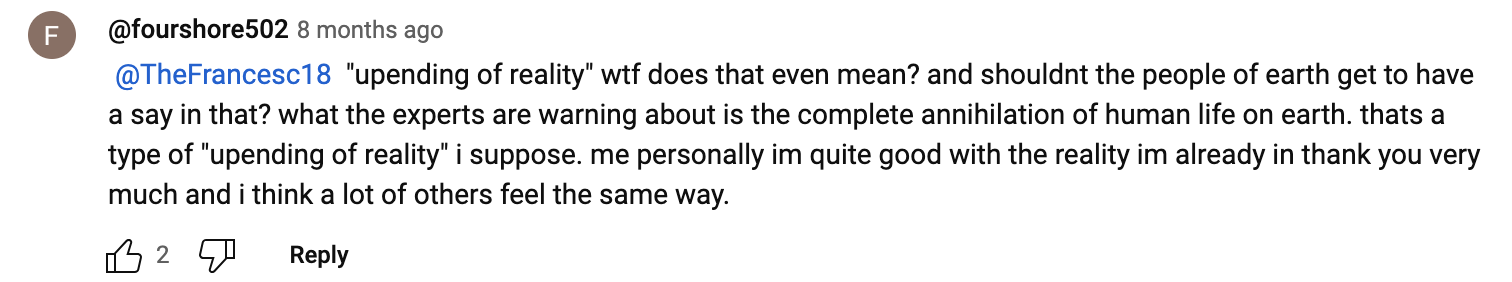 F
@fourshore502 8 months ago
@TheFrancesc18 "upending of reality" wtf does that even mean? and shouldnt the people of earth get to have
a say in that? what the experts are warning about is the complete annihilation of human life on earth. thats a
type of "upending of reality" i suppose. me personally im quite good with the reality im already in thank you very
much and i think a lot of others feel the same way.
2 Reply